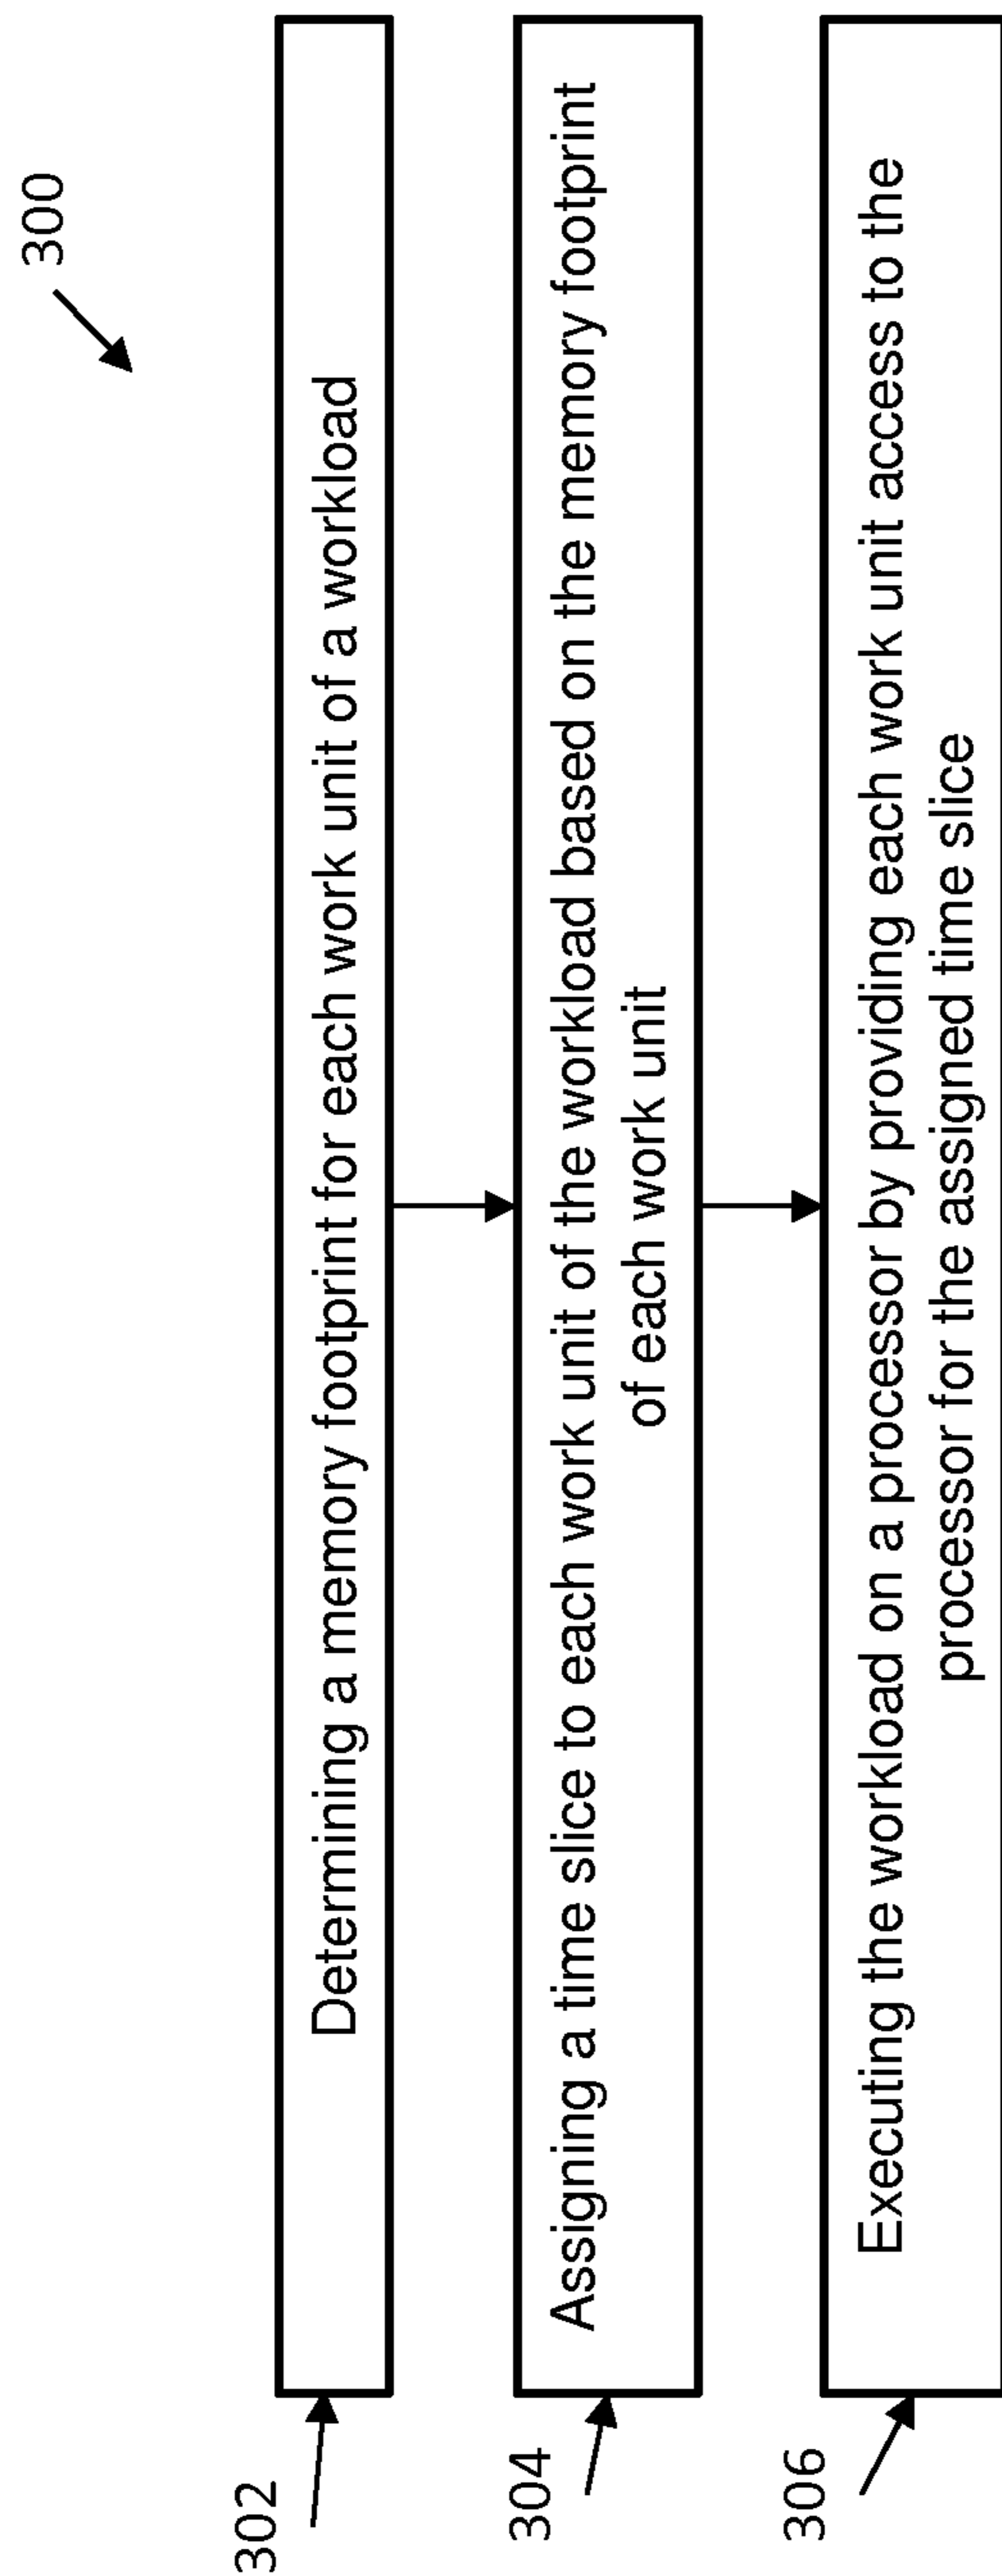 300
302
Determining a memory footprint for each work unit of a workload
304
Assigning a time slice to each work unit of the workload based on the memory footprint
of each work unit
306
Executing the workload on a processor by providing each work unit access to the
processor for the assigned time slice